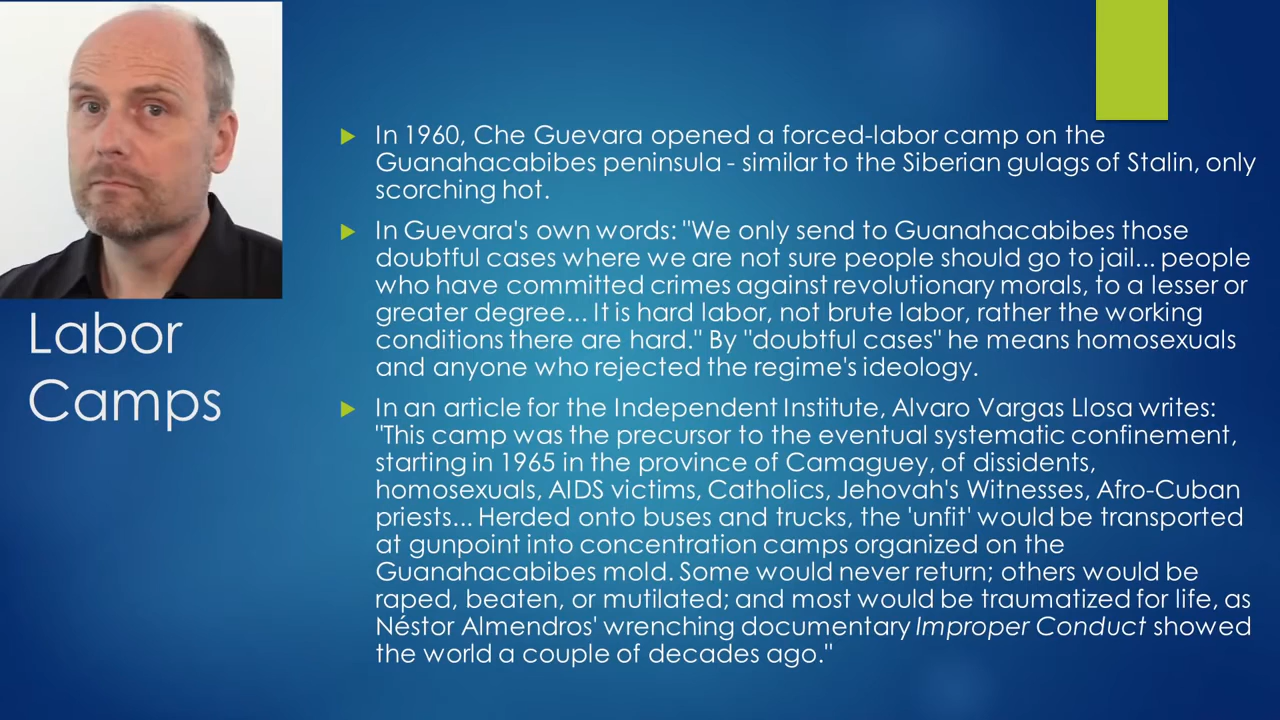 Labor
Camps
In 1960, Che Guevara opened a forced-labor camp on the
Guanahacabibes peninsula - similar to the Siberian gulags of Stalin, only
scorching hot.
In Guevara's own words: "We only send to Guanahacabibes those
doubtful cases where we are not sure people should go to jail... people
who have committed crimes against revolutionary morals, to a lesser or
greater degree... It is hard labor, not brute labor, rather the working
conditions there are hard." By "doubtful cases" he means homosexuals
and anyone who rejected the regime's ideology.
In an article for the Independent Institute, Alvaro Vargas Llosa writes:
"This camp was the precursor to the eventual systematic confinement,
starting in 1965 in the province of Camaguey, of dissidents,
homosexuals, AIDS victims, Catholics, Jehovah's Witnesses, Afro-Cuban
priests... Herded onto buses and trucks, the 'unfit' would be transported
at gunpoint into concentration camps organized on the
Guanahacabibes mold. Some would never return; others would be
raped, beaten, or mutilated; and most would be traumatized for life, as
Néstor Almendros' wrenching documentary Improper Conduct showed
the world a couple of decades ago."